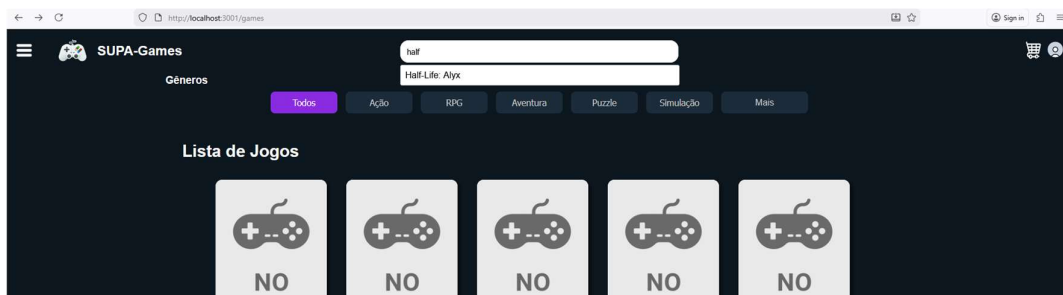 http://localhost:3001/games
Sign in
SUPA-Games
half
Half-Life: Alyx
Gêneros
Todos
Ação
RPG
Aventura
Puzzle
Simulação
Mais
Lista de Jogos
NO
NO
NO
NO
NO